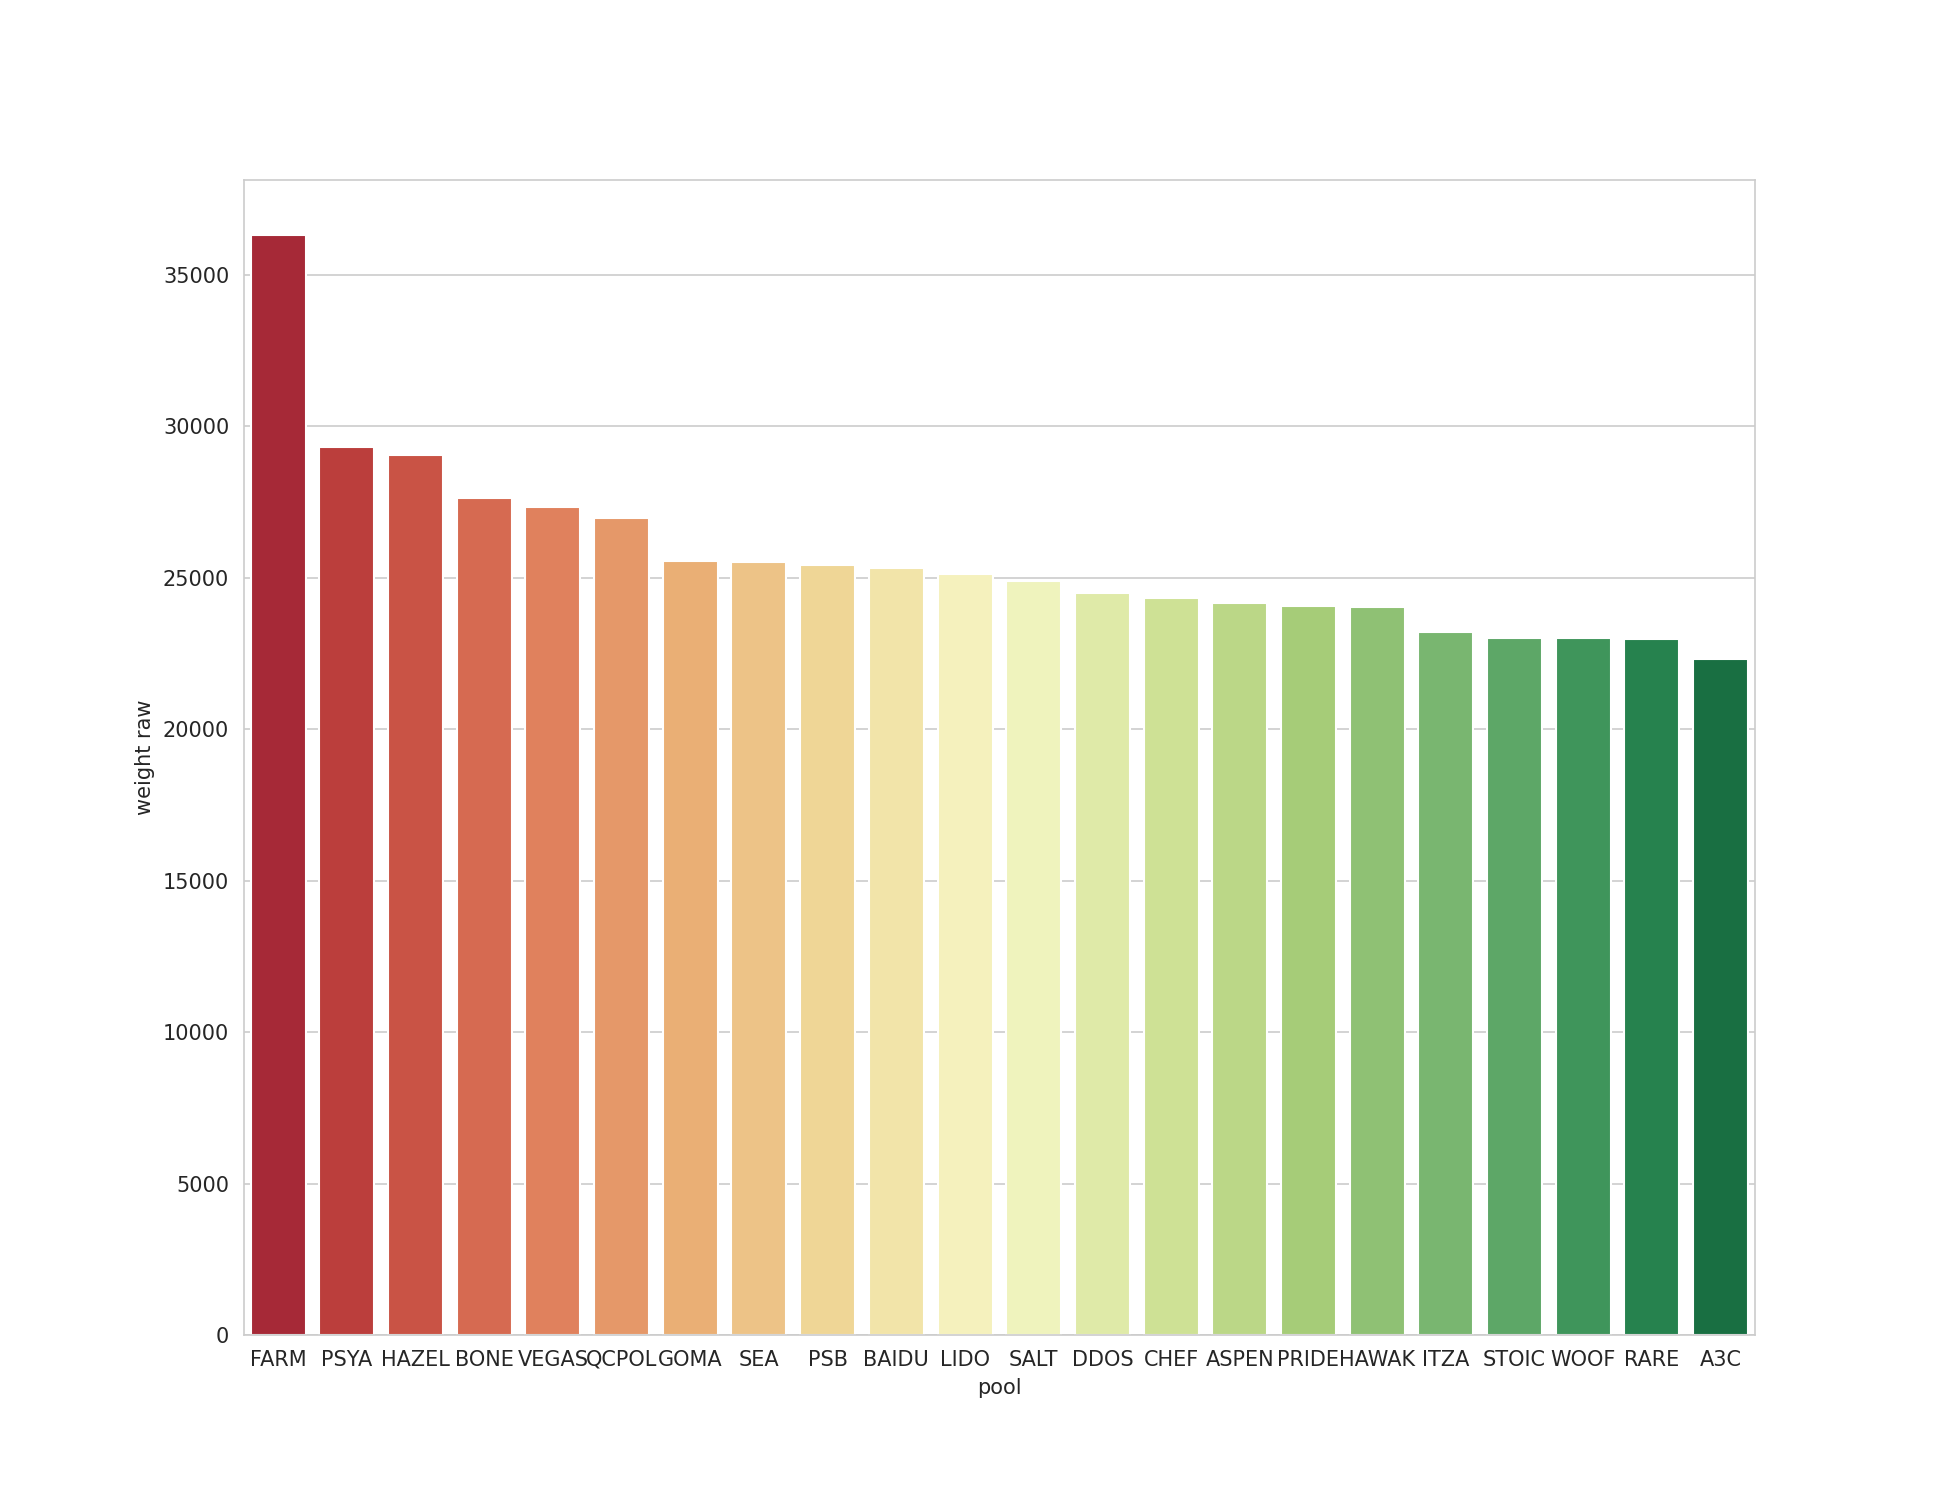 35000
30000
25000
20000
15000
10000
5000
0
weight raw
FARM PSYA HAZEL BONE VEGAS QCPOL GOMA SEA PSB BAIDU LIDO SALT DDOS CHEF ASPEN PRIDE HAWAK ITZA STOIC WOOF RARE A3C
pool